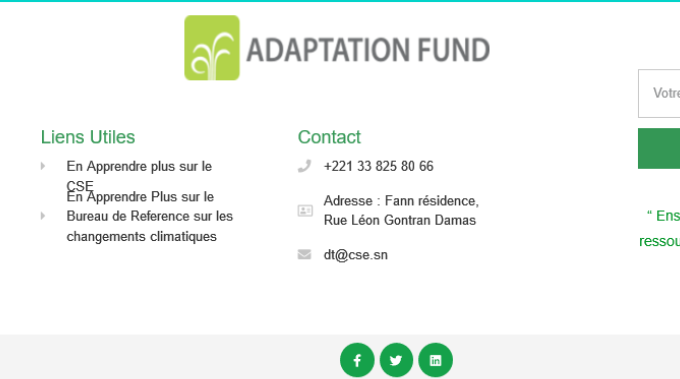 ADAPTATION FUND
Liens Utiles
En Apprendre plus sur le
CSE
En Apprendre Plus sur le
Bureau de Reference sur les
changements climatiques
Contact
+221 33 825 80 66
Adresse : Fann résidence,
Rue Léon Gontran Damas
dt@cse.sn
“ Ens